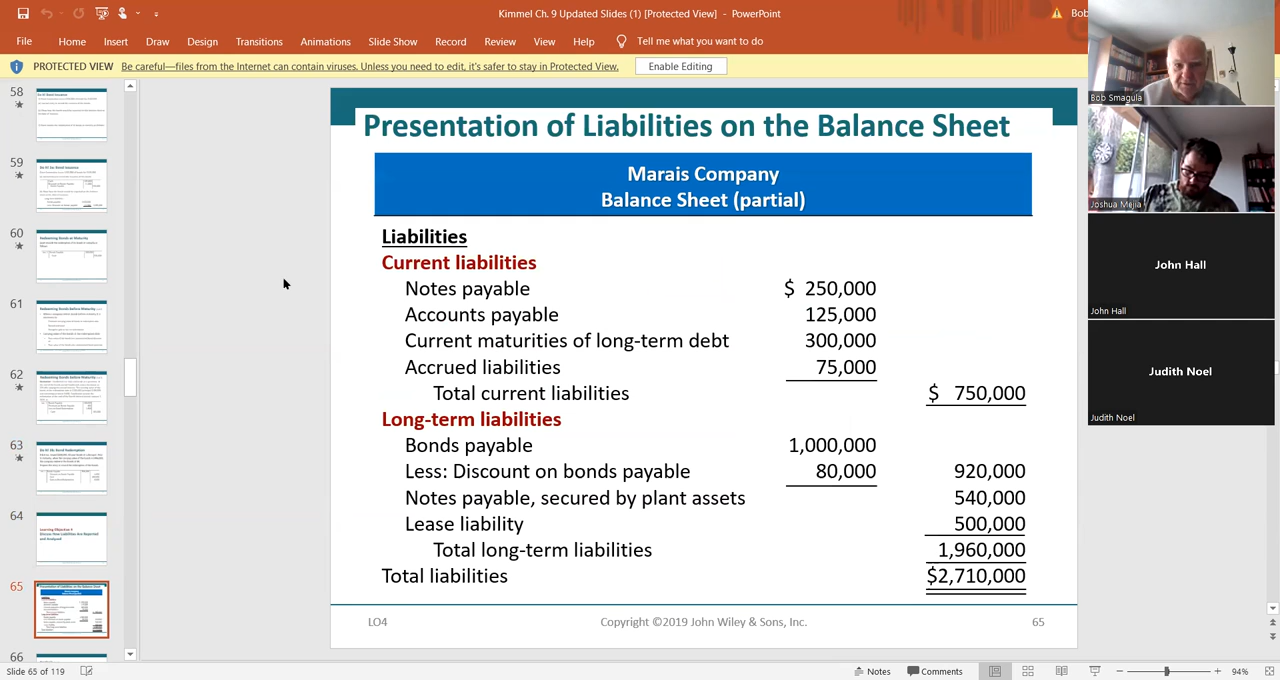 Kimmel Ch. 9 Updated Slides (1) [Protected View] - PowerPoint
Bob
File Home Insert Draw Design Transitions Animations Slide Show Record Review View Help Tell me what you want to do
PROTECTED VIEW Be careful—files from the Internet can contain viruses. Unless you need to edit, it's safer to stay in Protected View. Enable Editing
58
59
60
61
62
63
64
65
66
Presentation of Liabilities on the Balance Sheet
Marais Company
Balance Sheet (partial)
Liabilities
Current liabilities
Notes payable $ 250,000
Accounts payable 125,000
Current maturities of long-term debt 300,000
Accrued liabilities 75,000
Total current liabilities $ 750,000
Long-term liabilities
Bonds payable 1,000,000
Less: Discount on bonds payable 80,000 920,000
Notes payable, secured by plant assets 540,000
Lease liability 500,000
Total long-term liabilities 1,960,000
Total liabilities $2,710,000
LO4 Copyright ©2019 John Wiley & Sons, Inc. 65
Bob Smagula
Joshua Mejia
John Hall
John Hall
Judith Noel
Judith Noel
Slide 65 of 119 Notes Comments 94%